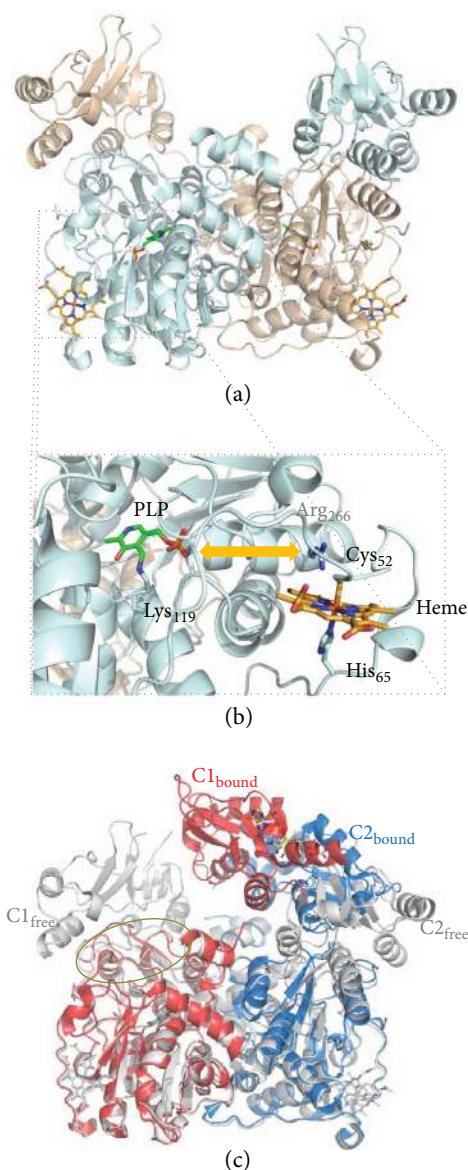 (a)
PLP
Arg266
Cys52
Lys119
Heme
His65
(b)
C1bound
C2bound
C1free
C2free
(c)